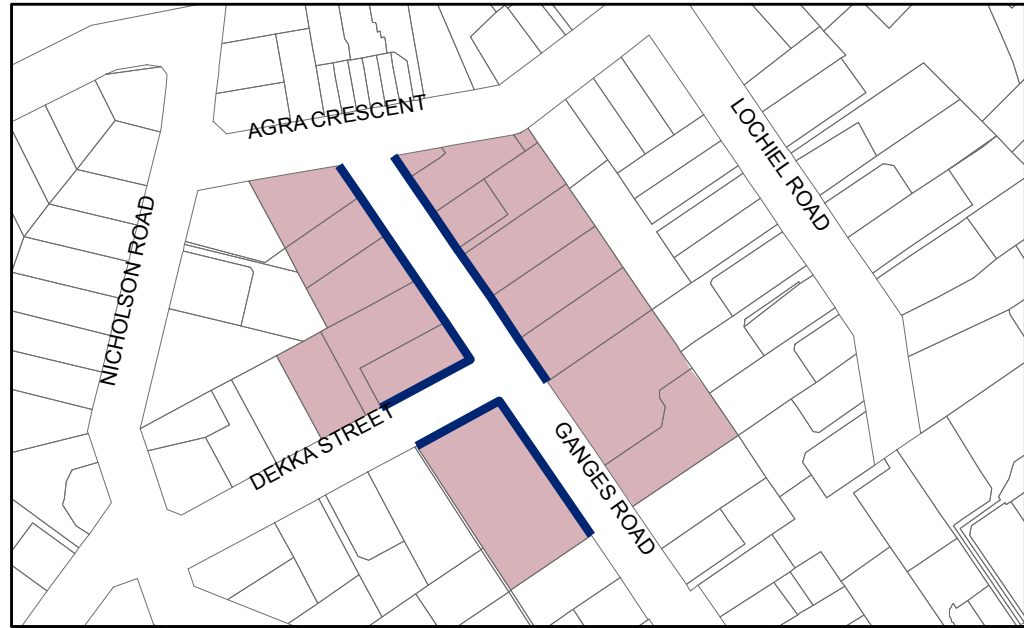 AGRA CRESCENT
LOCHIEL ROAD
NICHOLSON ROAD
DEKKA STREET
GANGES ROAD